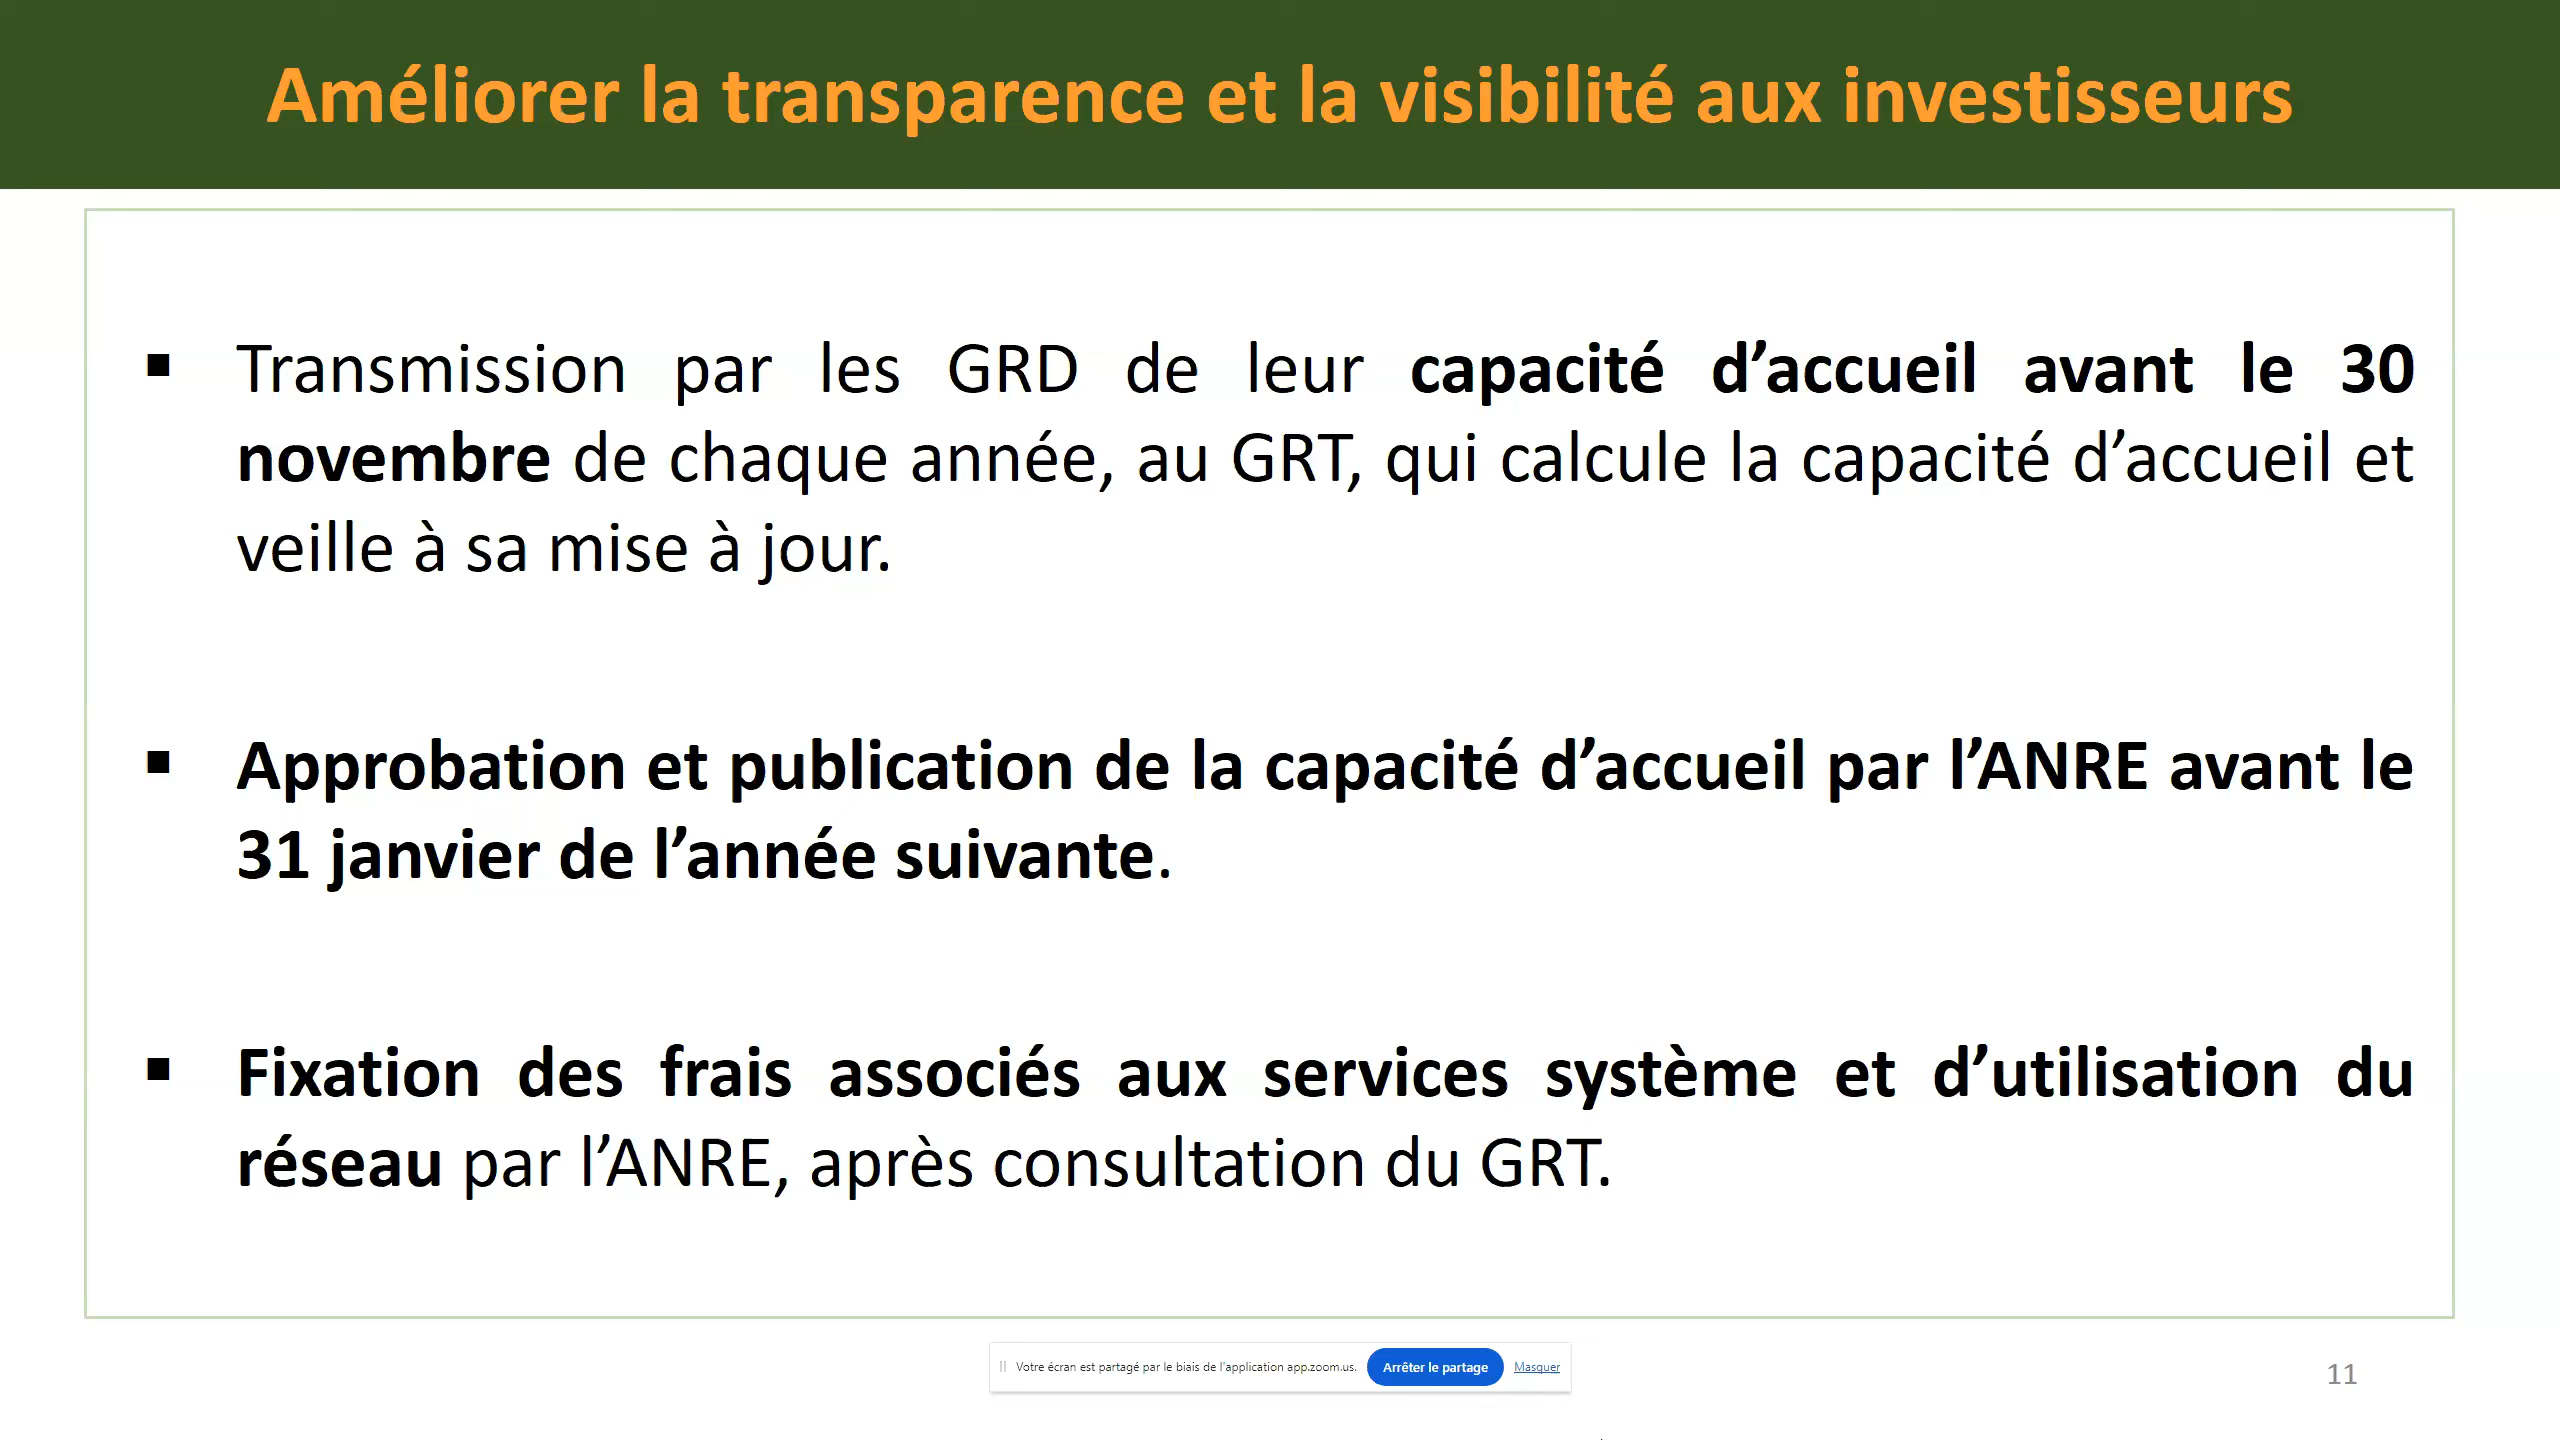 Améliorer la transparence et la visibilité aux investisseurs
▪ Transmission par les GRD de leur capacité d’accueil avant le 30
novembre de chaque année, au GRT, qui calcule la capacité d’accueil et
veille à sa mise à jour.
▪ Approbation et publication de la capacité d’accueil par l’ANRE avant le
31 janvier de l’année suivante.
▪ Fixation des frais associés aux services système et d’utilisation du
réseau par l’ANRE, après consultation du GRT.
Votre écran est partagé par le biais de l'application app.zoom.us. Arrêter le partage Masquer
11